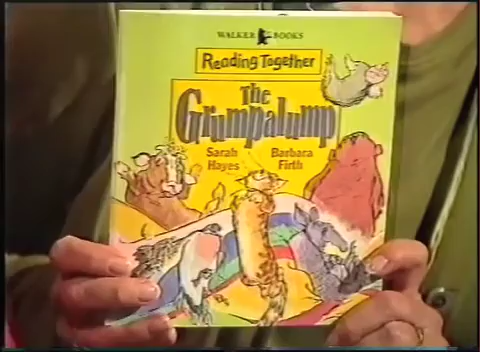 WALKER BOOKS
Reading Together
The
Grumpalump
Sarah Barbara
Hayes Firth